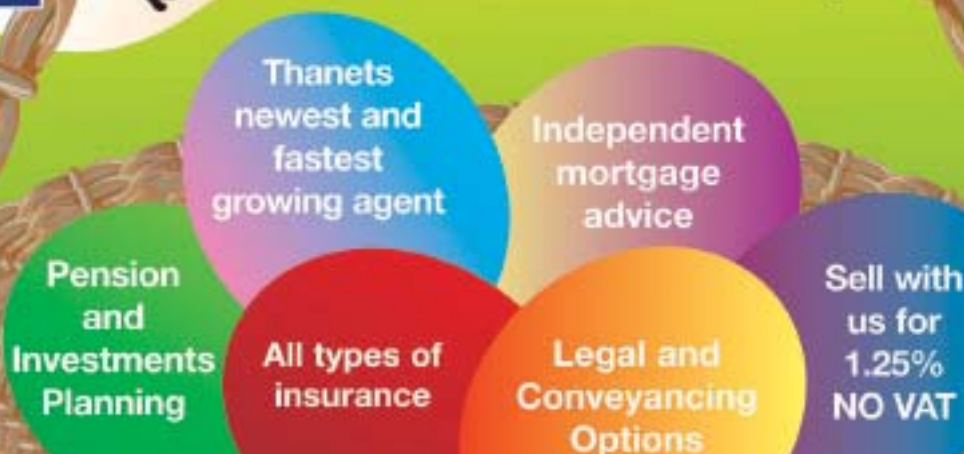 Thanets
newest and
fastest
growing agent
Independent
mortgage
advice
Pension
and
Investments
Planning
All types of
insurance
Legal and
Conveyancing
Options
Sell with
us for
1.25%
NO VAT